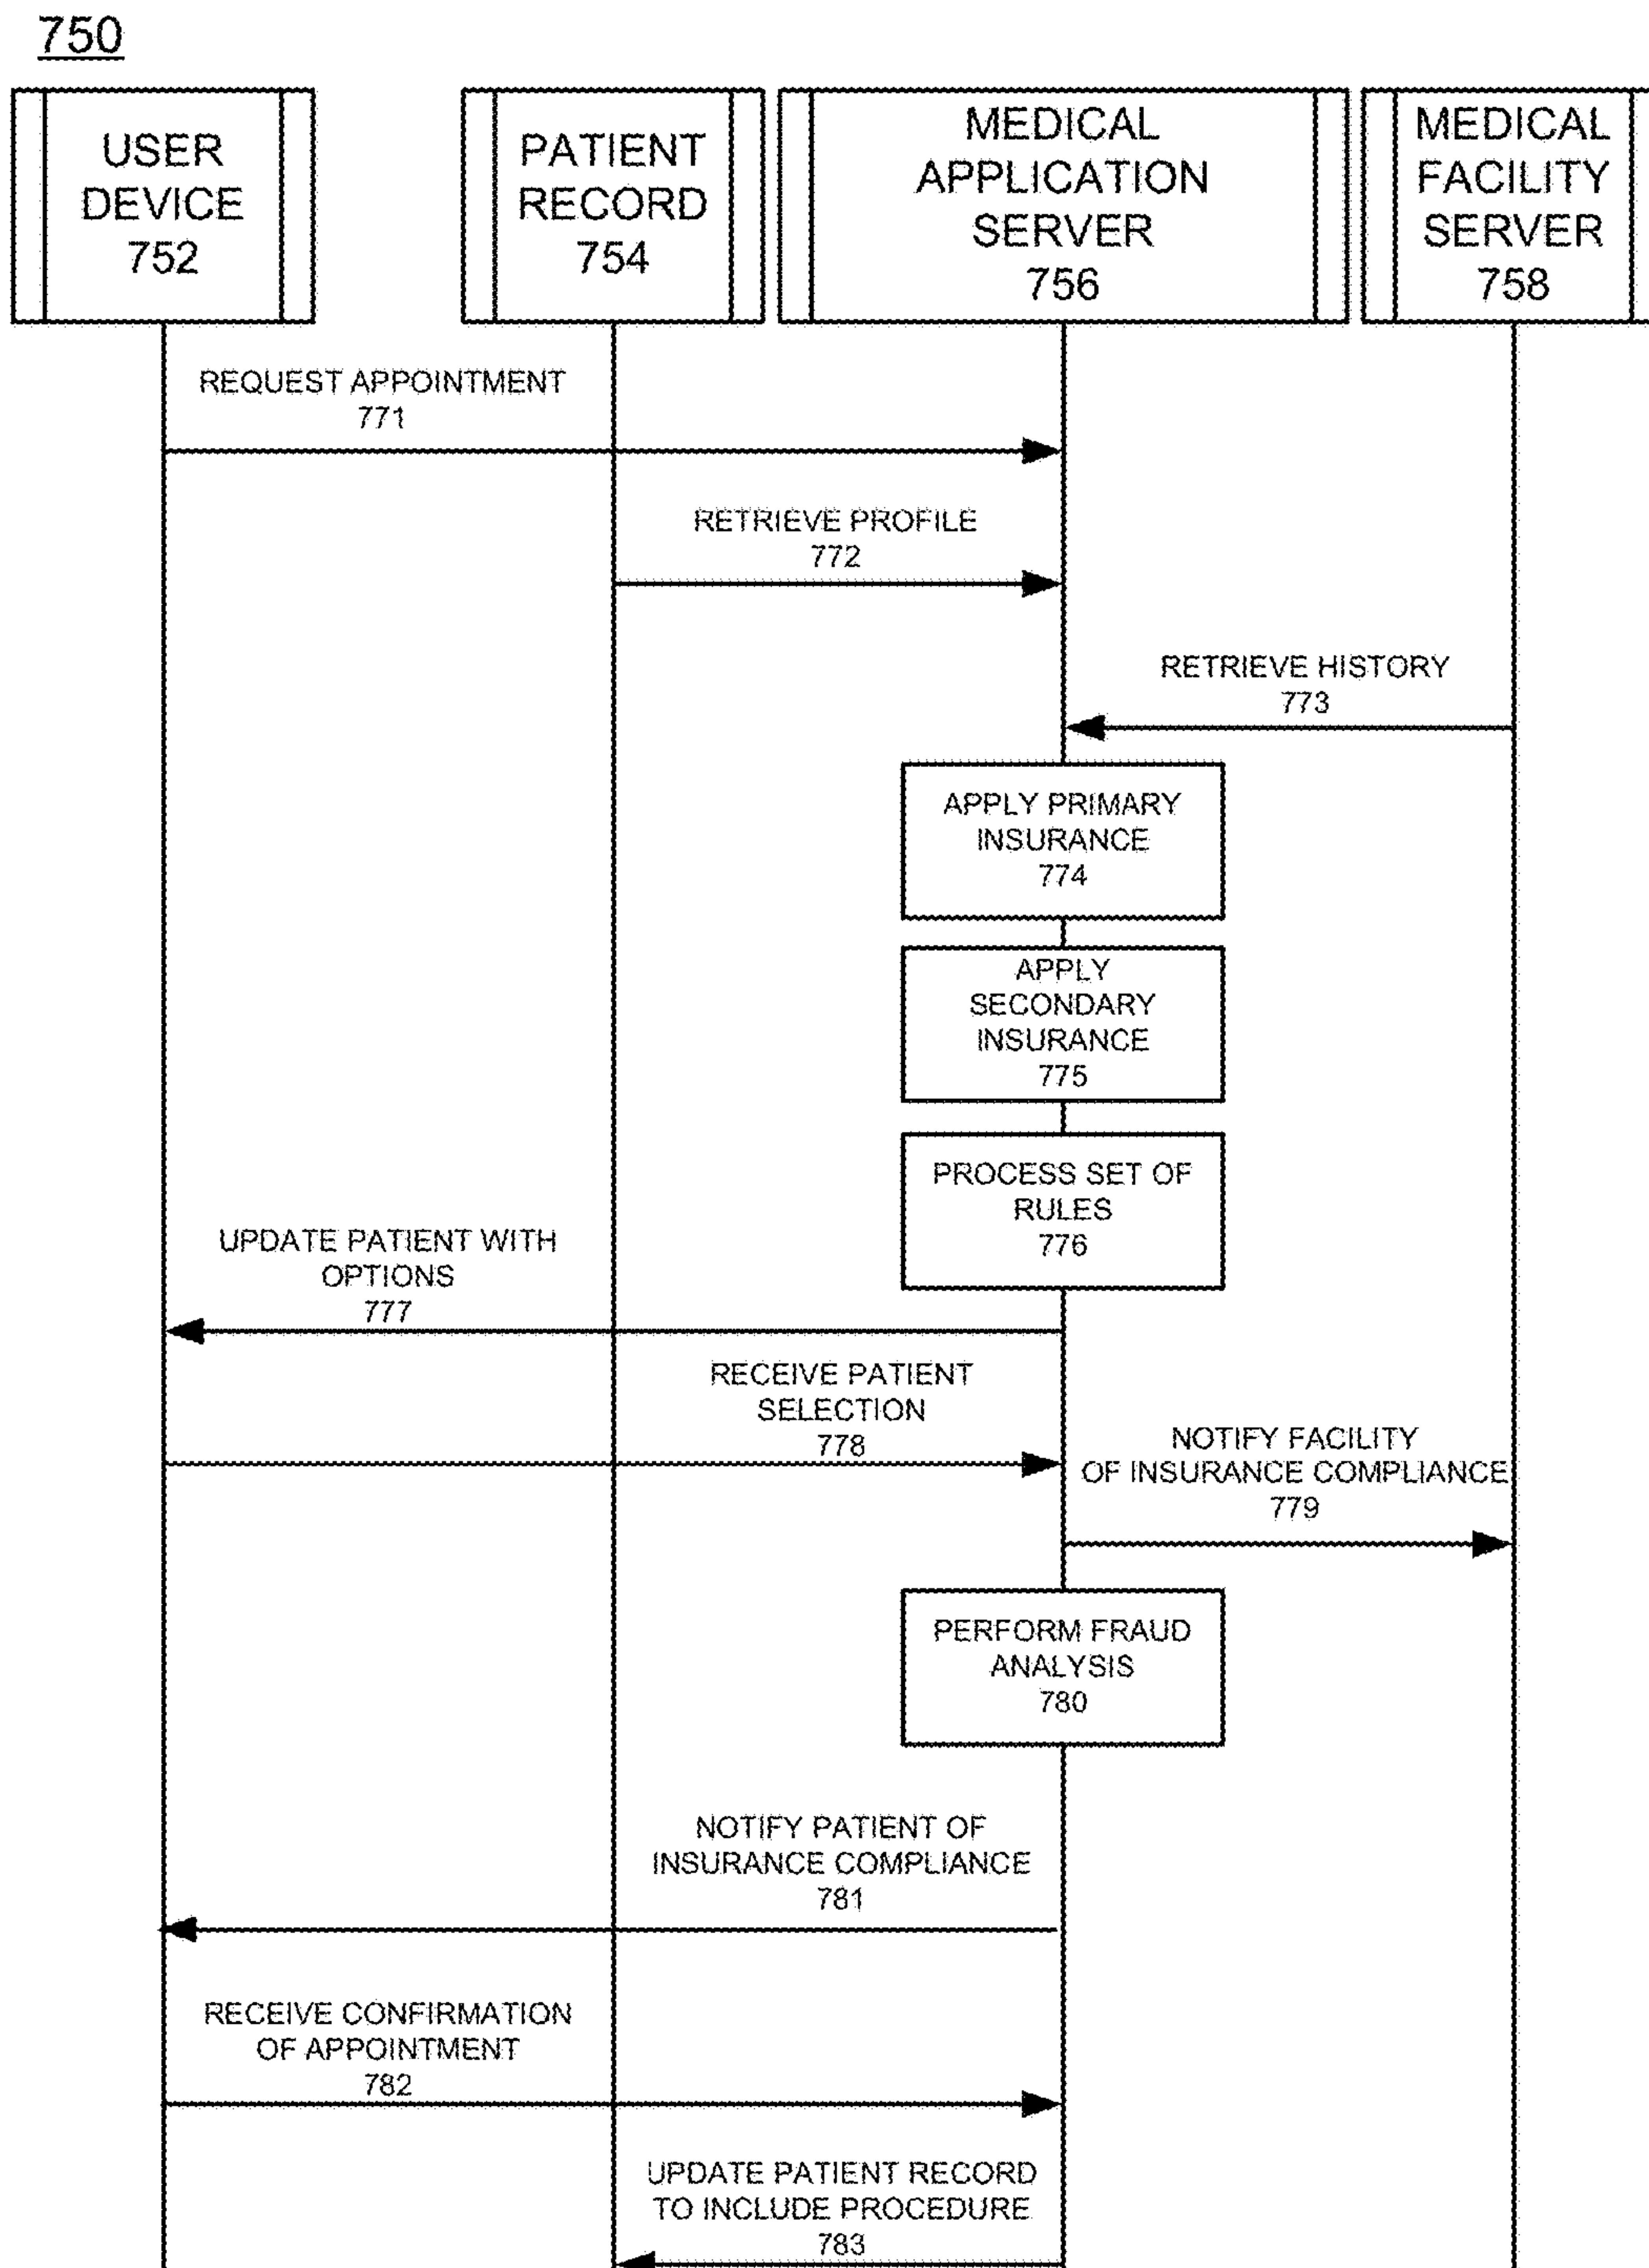 750
USER
DEVICE
752
PATIENT
RECORD
754
MEDICAL
APPLICATION
SERVER
756
MEDICAL
FACILITY
SERVER
758
REQUEST APPOINTMENT
771
RETRIEVE PROFILE
772
RETRIEVE HISTORY
773
APPLY PRIMARY
INSURANCE
774
APPLY
SECONDARY
INSURANCE
775
PROCESS SET OF
RULES
776
UPDATE PATIENT WITH
OPTIONS
777
RECEIVE PATIENT
SELECTION
778
NOTIFY FACILITY
OF INSURANCE COMPLIANCE
779
PERFORM FRAUD
ANALYSIS
780
NOTIFY PATIENT OF
INSURANCE COMPLIANCE
781
RECEIVE CONFIRMATION
OF APPOINTMENT
782
UPDATE PATIENT RECORD
TO INCLUDE PROCEDURE
783